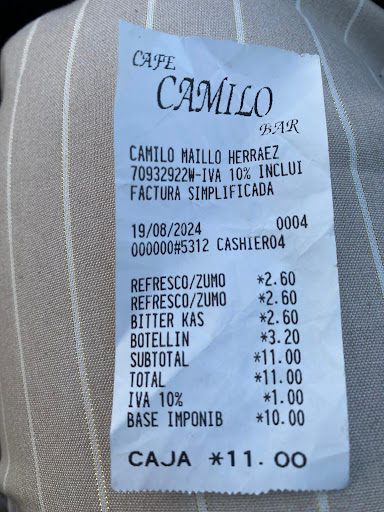 CAFE
CAMILO
BAR
CAMILO MAILLO HERRAEZ
70932922W-IVA 10% INCLUI
FACTURA SIMPLIFICADA
19/08/2024 0004
000000#5312 CASHIER04
REFRESCO/ZUMO *2.60
REFRESCO/ZUMO *2.60
BITTER KAS *2.60
BOTELLIN *3.20
SUBTOTAL *11.00
TOTAL *11.00
IVA 10% *1.00
BASE IMPONIB *10.00
CAJA *11.00